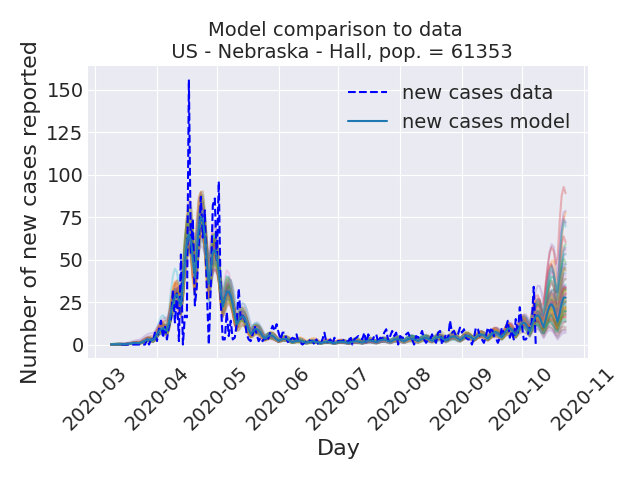 Model comparison to data
US - Nebraska - Hall, pop. = 61353
Number of new cases reported
150
125
100
75
50
25
0
new cases data
new cases model
2020-03
2020-04
2020-05
2020-06
2020-07
2020-08
2020-09
2020-10
2020-11
Day